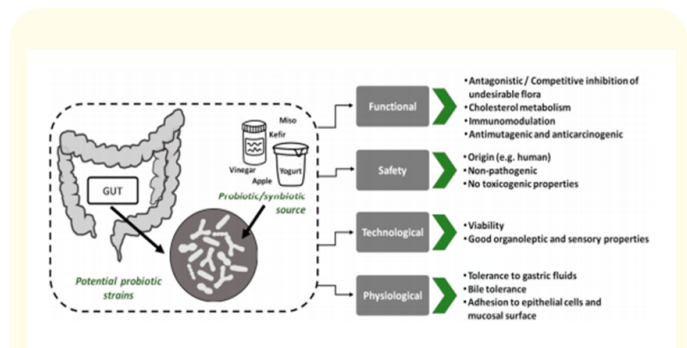 GUT
Potential probiotic
strains
Miso
Kefir
Vinegar
Apple
Yogurt
Probiotic/synbiotic
source
Functional
•Antagonistic / Competitive inhibition of
undesirable flora
•Cholesterol metabolism
•Immunomodulation
•Antimutagenic and anticarcinogenic
Safety
•Origin (e.g. human)
•Non-pathogenic
•No toxicogenic properties
Technological
•Viability
•Good organoleptic and sensory properties
Physiological
•Tolerance to gastric fluids
•Bile tolerance
•Adhesion to epithelial cells and
mucosal surface